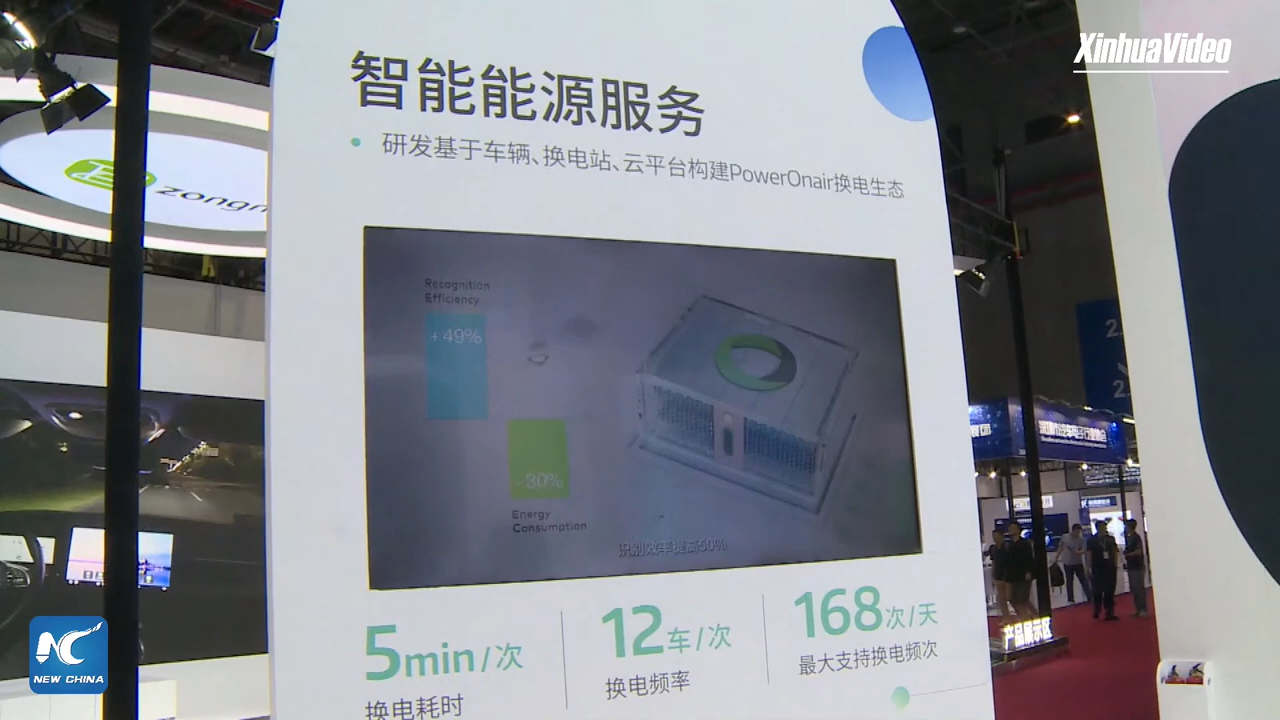 XinhuaVideo
智能能源服务
研发基于车辆、换电站、云平台构建PowerOnair换电生态
zongm
Recognition
Efficiency
+49%
-30%
Energy
Consumption
识别效率提高50%
5min/次
换电耗时
12车/次
换电频率
168次/天
最大支持换电频次
产品展示区
NC
NEW CHINA